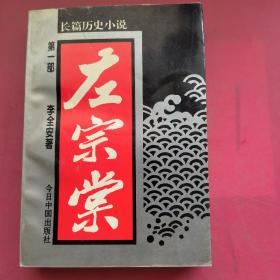 长篇历史小说
第一部
左宗棠
李全安著
今日中国出版社